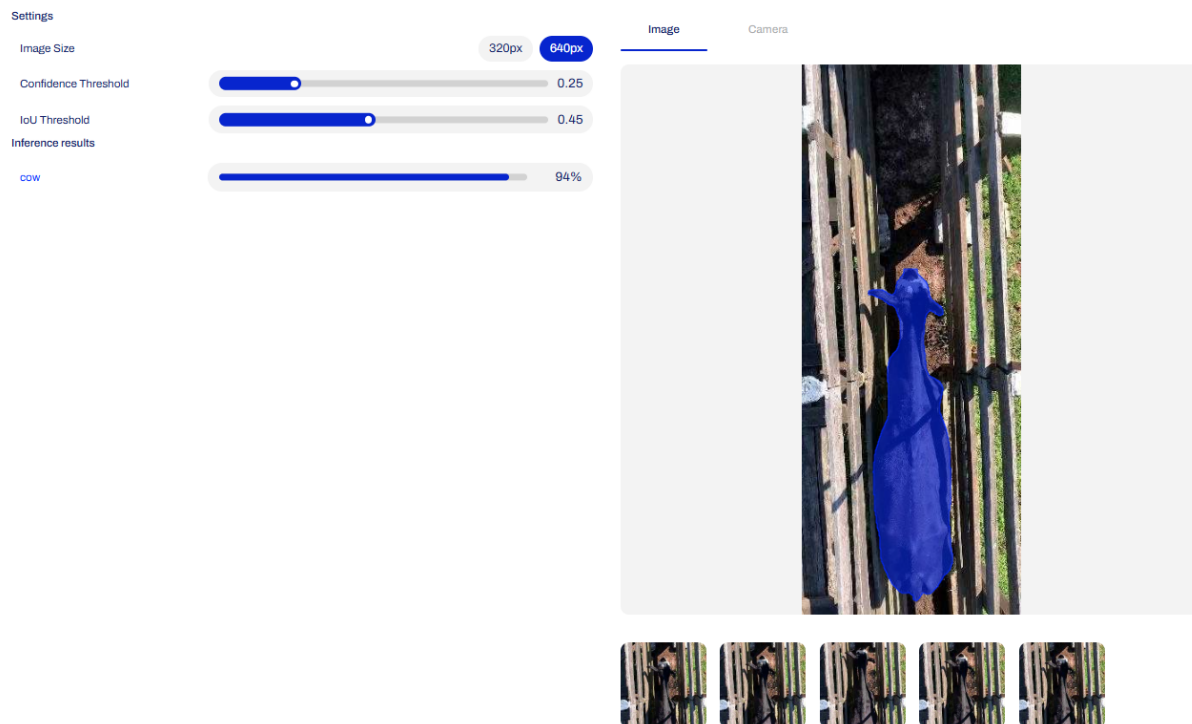 Settings
Image Size 320px 640px
Confidence Threshold 0.25
IoU Threshold 0.45
Inference results
cow 94%
Image Camera